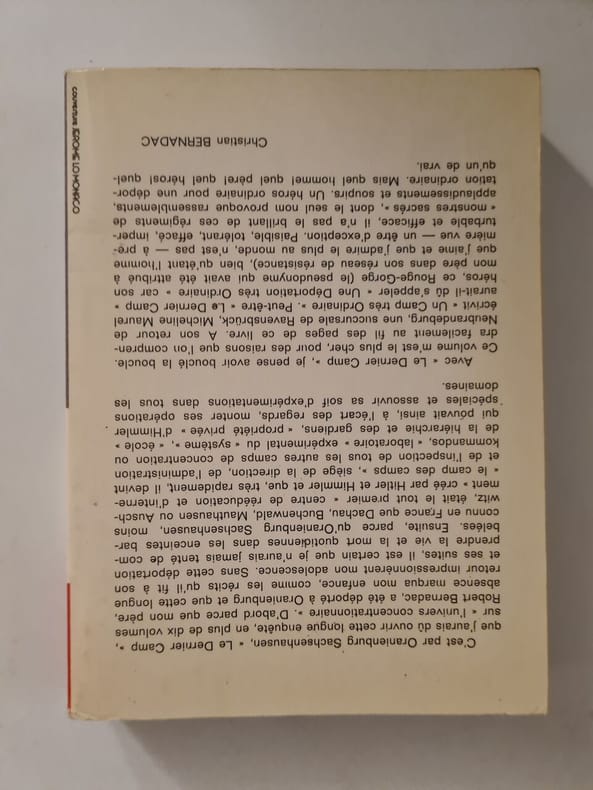 C'est par Oranienburg Sachsenhausen, « Le Dernier Camp »,
que j'aurais dû ouvrir cette longue enquête, en plus de dix volumes
sur « l'univers concentrationnaire ». D'abord parce que mon père,
Robert Bernadac, a été déporté à Oranienburg et que cette longue
absence marqua mon enfance, comme les récits qu'il fit à son
retour impressionnèrent mon adolescence. Sans cette déportation
et ses suites, il est certain que je n'aurais jamais tenté de com-
prendre la vie et la mort quotidiennes dans les enceintes bar-
belées. Ensuite, parce qu'Oranienburg Sachsenhausen, moins
connu en France que Dachau, Buchenwald, Mauthausen ou Ausch-
witz, était le tout premier « centre de rééducation et d'interne-
ment » créé par Hitler et Himmler et que, très rapidement, il devint
« le camp des camps », siège de la direction, de l'administration
et de l'inspection de tous les autres camps de concentration ou
kommandos, « laboratoire » expérimental du « système », « école »
de la hiérarchie et des gardiens, « propriété privée » d'Himmler
qui pouvait ainsi, à l'écart des regards, monter ses opérations
spéciales et assouvir sa soif d'expérimentations dans tous les
domaines.
Avec « Le Dernier Camp », je pense avoir bouclé la boucle.
Ce volume m'est le plus cher, pour des raisons que l'on compren-
dra facilement au fil des pages de ce livre. A son retour de
Neubrandeburg, une succursale de Ravensbrück, Micheline Maurel
écrivit « Un Camp très Ordinaire ». Peut-être « Le Dernier Camp »
aurait-il dû s'appeler « Une Déportation très Ordinaire » car son
héros, ce Rouge-Gorge (le pseudonyme qui avait été attribué à
mon père dans son réseau de résistance), bien qu'étant l'homme
que j'aime et que j'admire le plus au monde, n'est pas — à pre-
mière vue — un être d'exception. Paisible, tolérant, effacé, imper-
turbable et efficace, il n'a pas le brillant de ces régiments de
« monstres sacrés », dont le seul nom provoque rassemblements,
applaudissements et soupirs. Un héros ordinaire pour une dépor-
tation ordinaire. Mais quel homme! quel père! quel héros! quel-
qu'un de vrai.
Christian BERNADAC
COUVERTURE JÉROME LO MONACO